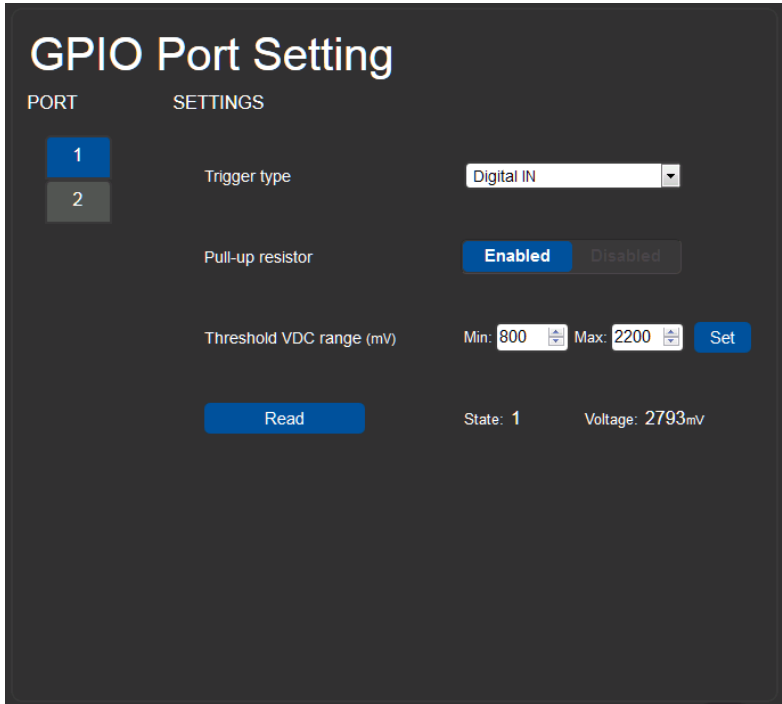 GPIO Port Setting
PORT SETTINGS
1
Trigger type Digital IN
2
Pull-up resistor Enabled Disabled
Threshold VDC range (mV) Min: 800 Max: 2200 Set
Read State: 1 Voltage: 2793mV